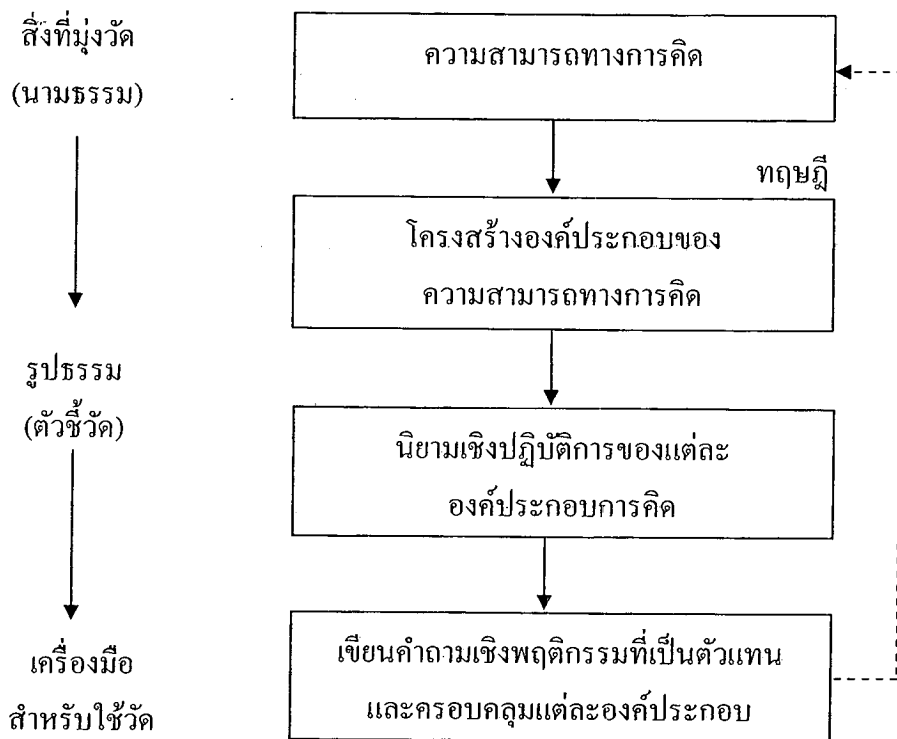 สิ่งที่มุ่งวัด
(นามธรรม)
ความสามารถทางการคิด
ทฤษฎี
โครงสร้างองค์ประกอบของ
ความสามารถทางการคิด
รูปธรรม
(ตัวชี้วัด)
นิยามเชิงปฏิบัติการของแต่ละ
องค์ประกอบการคิด
เครื่องมือ
สำหรับใช้วัด
เขียนคำถามเชิงพฤติกรรมที่เป็นตัวแทน
และครอบคลุมแต่ละองค์ประกอบ